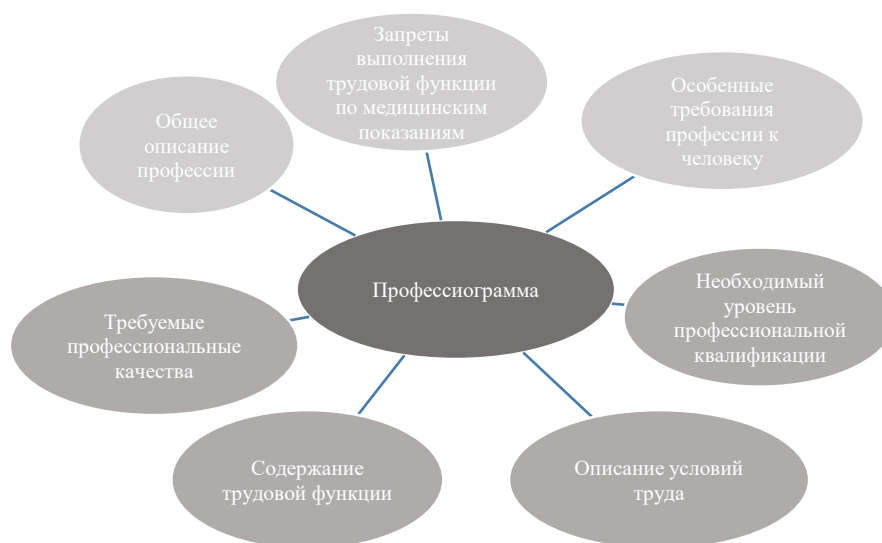 Запреты
выполнения
трудовой функции
по медицинским
показаниям
Особенные
требования
профессии к
человеку
Общее
описание
профессии
Профессиограмма
Необходимый
уровень
профессиональной
квалификации
Требуемые
профессиональные
качества
Содержание
трудовой функции
Описание условий
труда